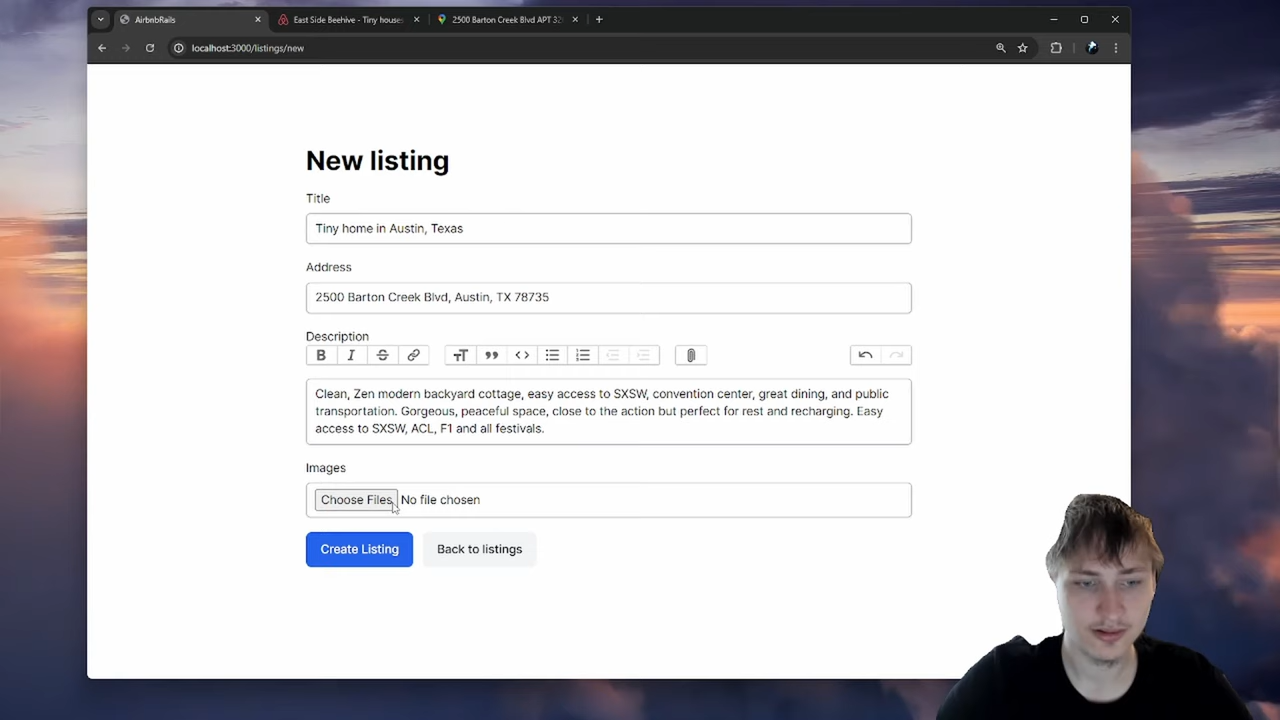 AirbnbRails
East Side Beehive - Tiny houses
2500 Barton Creek Blvd APT 32
localhost:3000/listings/new
New listing
Title
Tiny home in Austin, Texas
Address
2500 Barton Creek Blvd, Austin, TX 78735
Description
Clean, Zen modern backyard cottage, easy access to SXSW, convention center, great dining, and public
transportation. Gorgeous, peaceful space, close to the action but perfect for rest and recharging. Easy
access to SXSW, ACL, F1 and all festivals.
Images
Choose Files No file chosen
Create Listing
Back to listings